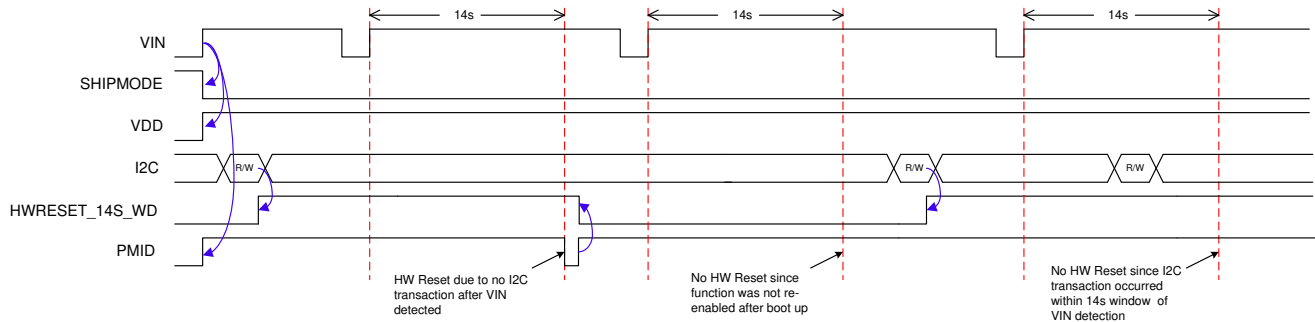 14s
14s
14s
VIN
SHIPMODE
VDD
I2C
R/W
R/W
R/W
HWRESET_14S_WD
PMID
HW Reset due to no I2C
transaction after VIN
detected
No HW Reset since
function was not re-
enabled after boot up
No HW Reset since I2C
transaction occurred
within 14s window of
VIN detection